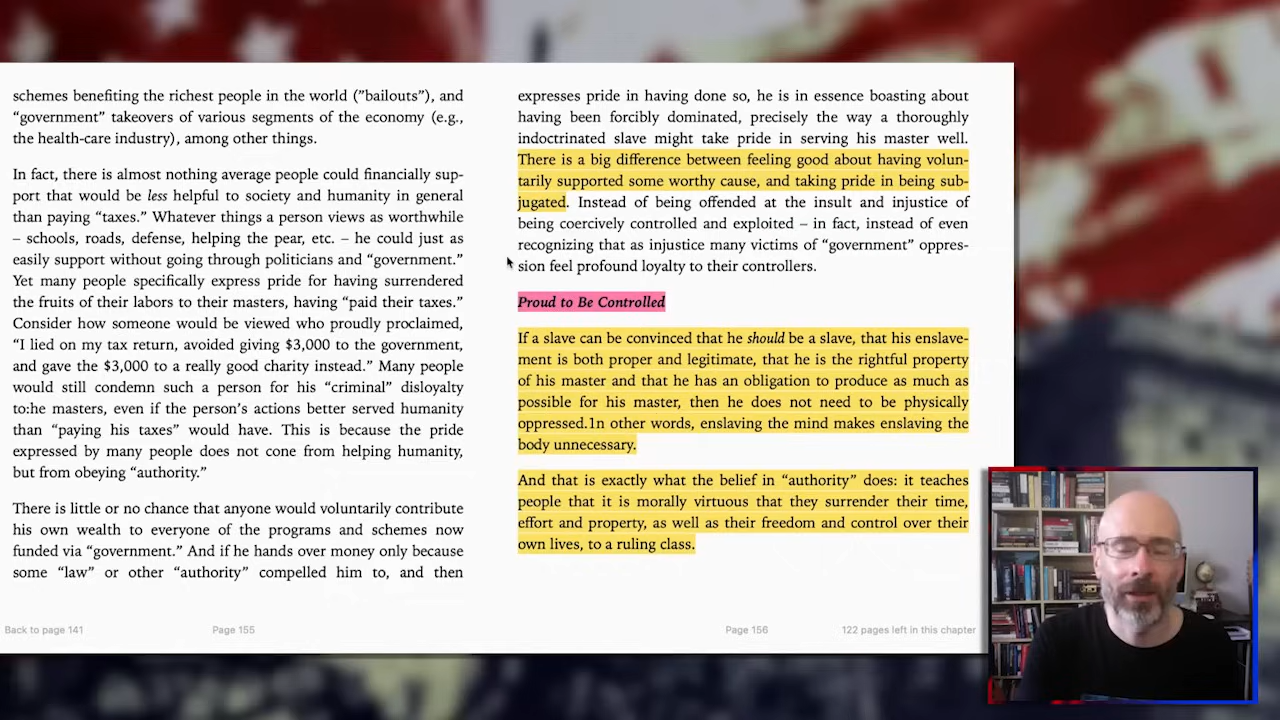 schemes benefiting the richest people in the world (”bailouts”), and
“government” takeovers of various segments of the economy (e.g.,
the health-care industry), among other things.
In fact, there is almost nothing average people could financially sup-
port that would be less helpful to society and humanity in general
than paying “taxes.” Whatever things a person views as worthwhile
– schools, roads, defense, helping the pear, etc. – he could just as
easily support without going through politicians and “government.”
Yet many people specifically express pride for having surrendered
the fruits of their labors to their masters, having “paid their taxes.”
Consider how someone would be viewed who proudly proclaimed,
“I lied on my tax return, avoided giving $3,000 to the government,
and gave the $3,000 to a really good charity instead.” Many people
would still condemn such a person for his “criminal” disloyalty
to:he masters, even if the person’s actions better served humanity
than “paying his taxes” would have. This is because the pride
expressed by many people does not cone from helping humanity,
but from obeying “authority.”
There is little or no chance that anyone would voluntarily contribute
his own wealth to everyone of the programs and schemes now
funded via “government.” And if he hands over money only because
some “law” or other “authority” compelled him to, and then
Back to page 141
Page 155
expresses pride in having done so, he is in essence boasting about
having been forcibly dominated, precisely the way a thoroughly
indoctrinated slave might take pride in serving his master well.
There is a big difference between feeling good about having volun-
tarily supported some worthy cause, and taking pride in being sub-
jugated. Instead of being offended at the insult and injustice of
being coercively controlled and exploited – in fact, instead of even
recognizing that as injustice many victims of “government” oppres-
sion feel profound loyalty to their controllers.
Proud to Be Controlled
If a slave can be convinced that he should be a slave, that his enslave-
ment is both proper and legitimate, that he is the rightful property
of his master and that he has an obligation to produce as much as
possible for his master, then he does not need to be physically
oppressed.1n other words, enslaving the mind makes enslaving the
body unnecessary.
And that is exactly what the belief in “authority” does: it teaches
people that it is morally virtuous that they surrender their time,
effort and property, as well as their freedom and control over their
own lives, to a ruling class.
Page 156
122 pages left in this chapter